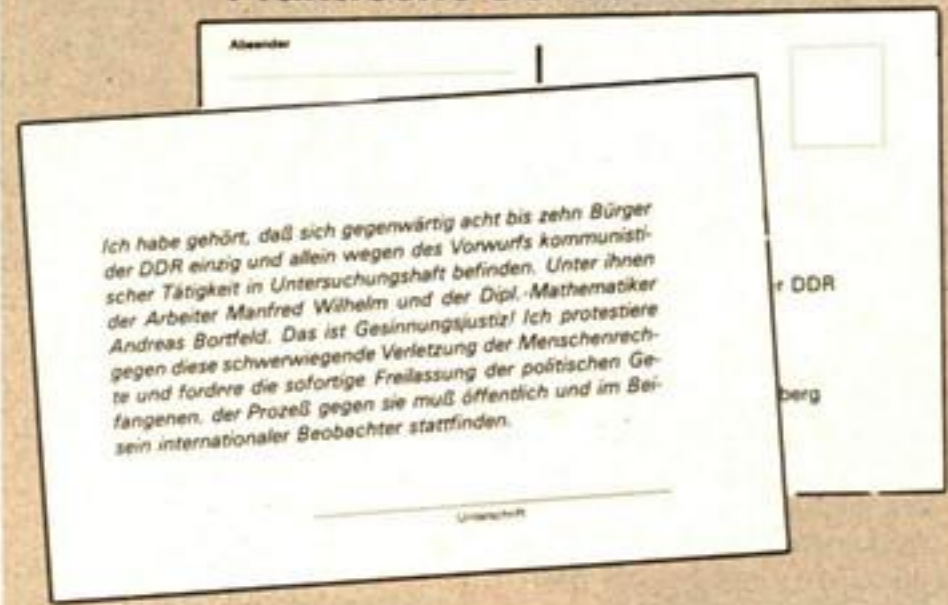 Absender
Ich habe gehört, daß sich gegenwärtig acht bis zehn Bürger
der DDR einzig und allein wegen des Vorwurfs kommunisti-
scher Tätigkeit in Untersuchungshaft befinden. Unter ihnen
der Arbeiter Manfred Wilhelm und der Dipl.-Mathematiker
Andreas Bortfeld. Das ist Gesinnungsjustiz! Ich protestiere
gegen diese schwerwiegende Verletzung der Menschenrech-
te und fordere die sofortige Freilassung der politischen Ge-
fangenen, der Prozeß gegen sie muß öffentlich und im Bei-
sein internationaler Beobachter stattfinden.
Unterschrift
r DDR
berg